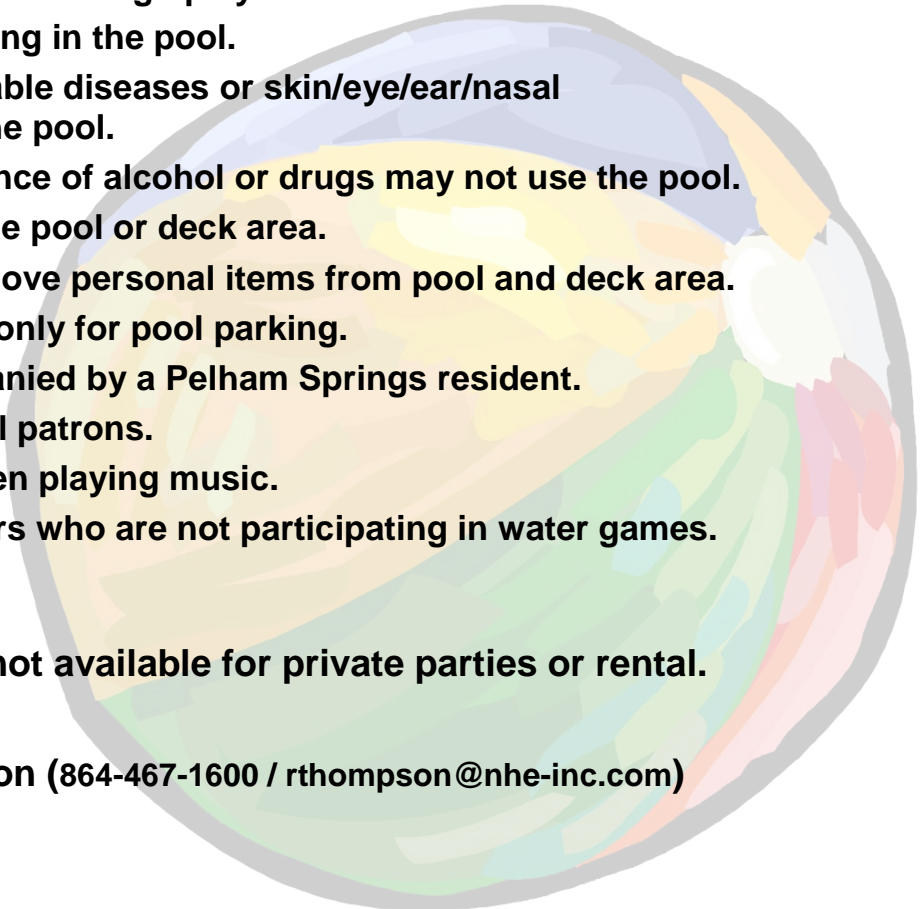 ng in the pool.
able diseases or skin/eye/ear/nasal
e pool.
nce of alcohol or drugs may not use the pool.
e pool or deck area.
ove personal items from pool and deck area.
only for pool parking.
anied by a Pelham Springs resident.
l patrons.
en playing music.
rs who are not participating in water games.
not available for private parties or rental.
on (864-467-1600 / rthompson@nhe-inc.com)